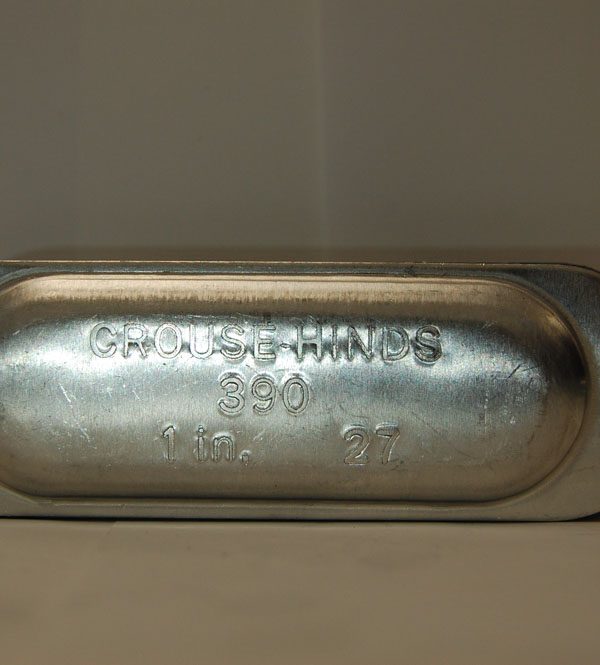 CROUSE-HINDS
390
1 in. 27